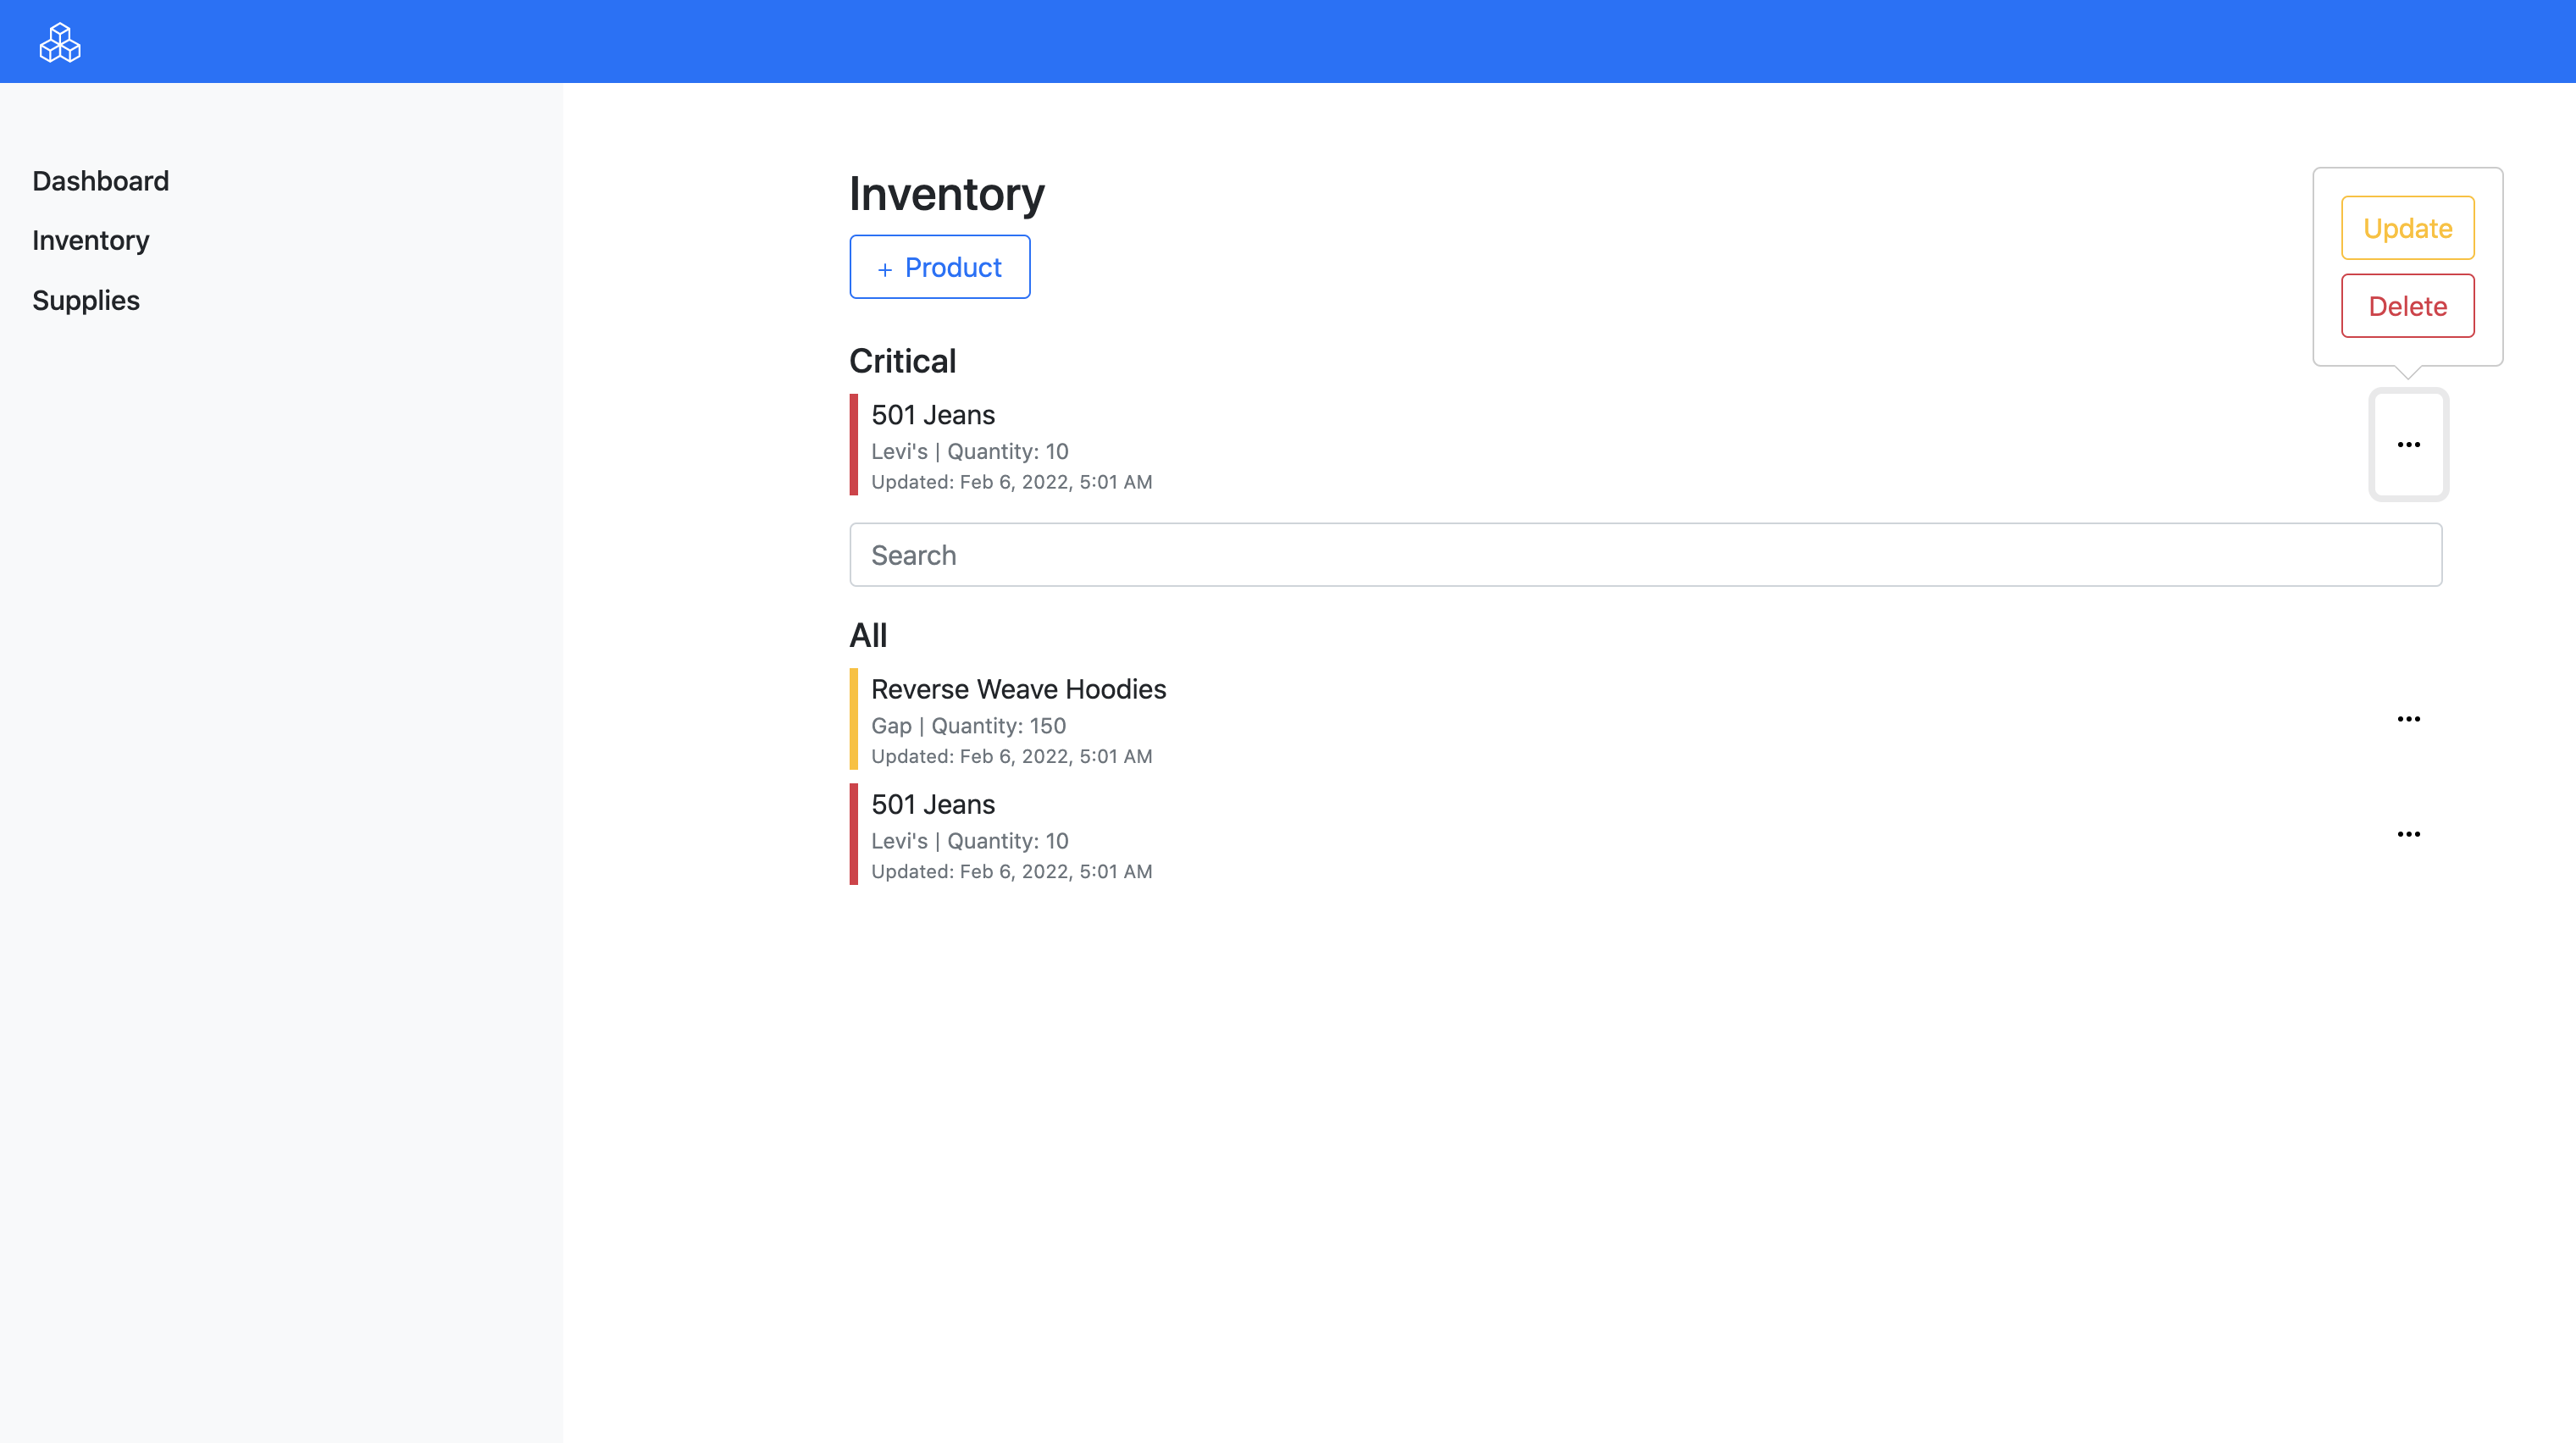 Dashboard
Inventory
Supplies
Inventory
+ Product
Update
Delete
Critical
501 Jeans
Levi's | Quantity: 10
Updated: Feb 6, 2022, 5:01 AM
Search
All
Reverse Weave Hoodies
Gap | Quantity: 150
Updated: Feb 6, 2022, 5:01 AM
501 Jeans
Levi's | Quantity: 10
Updated: Feb 6, 2022, 5:01 AM